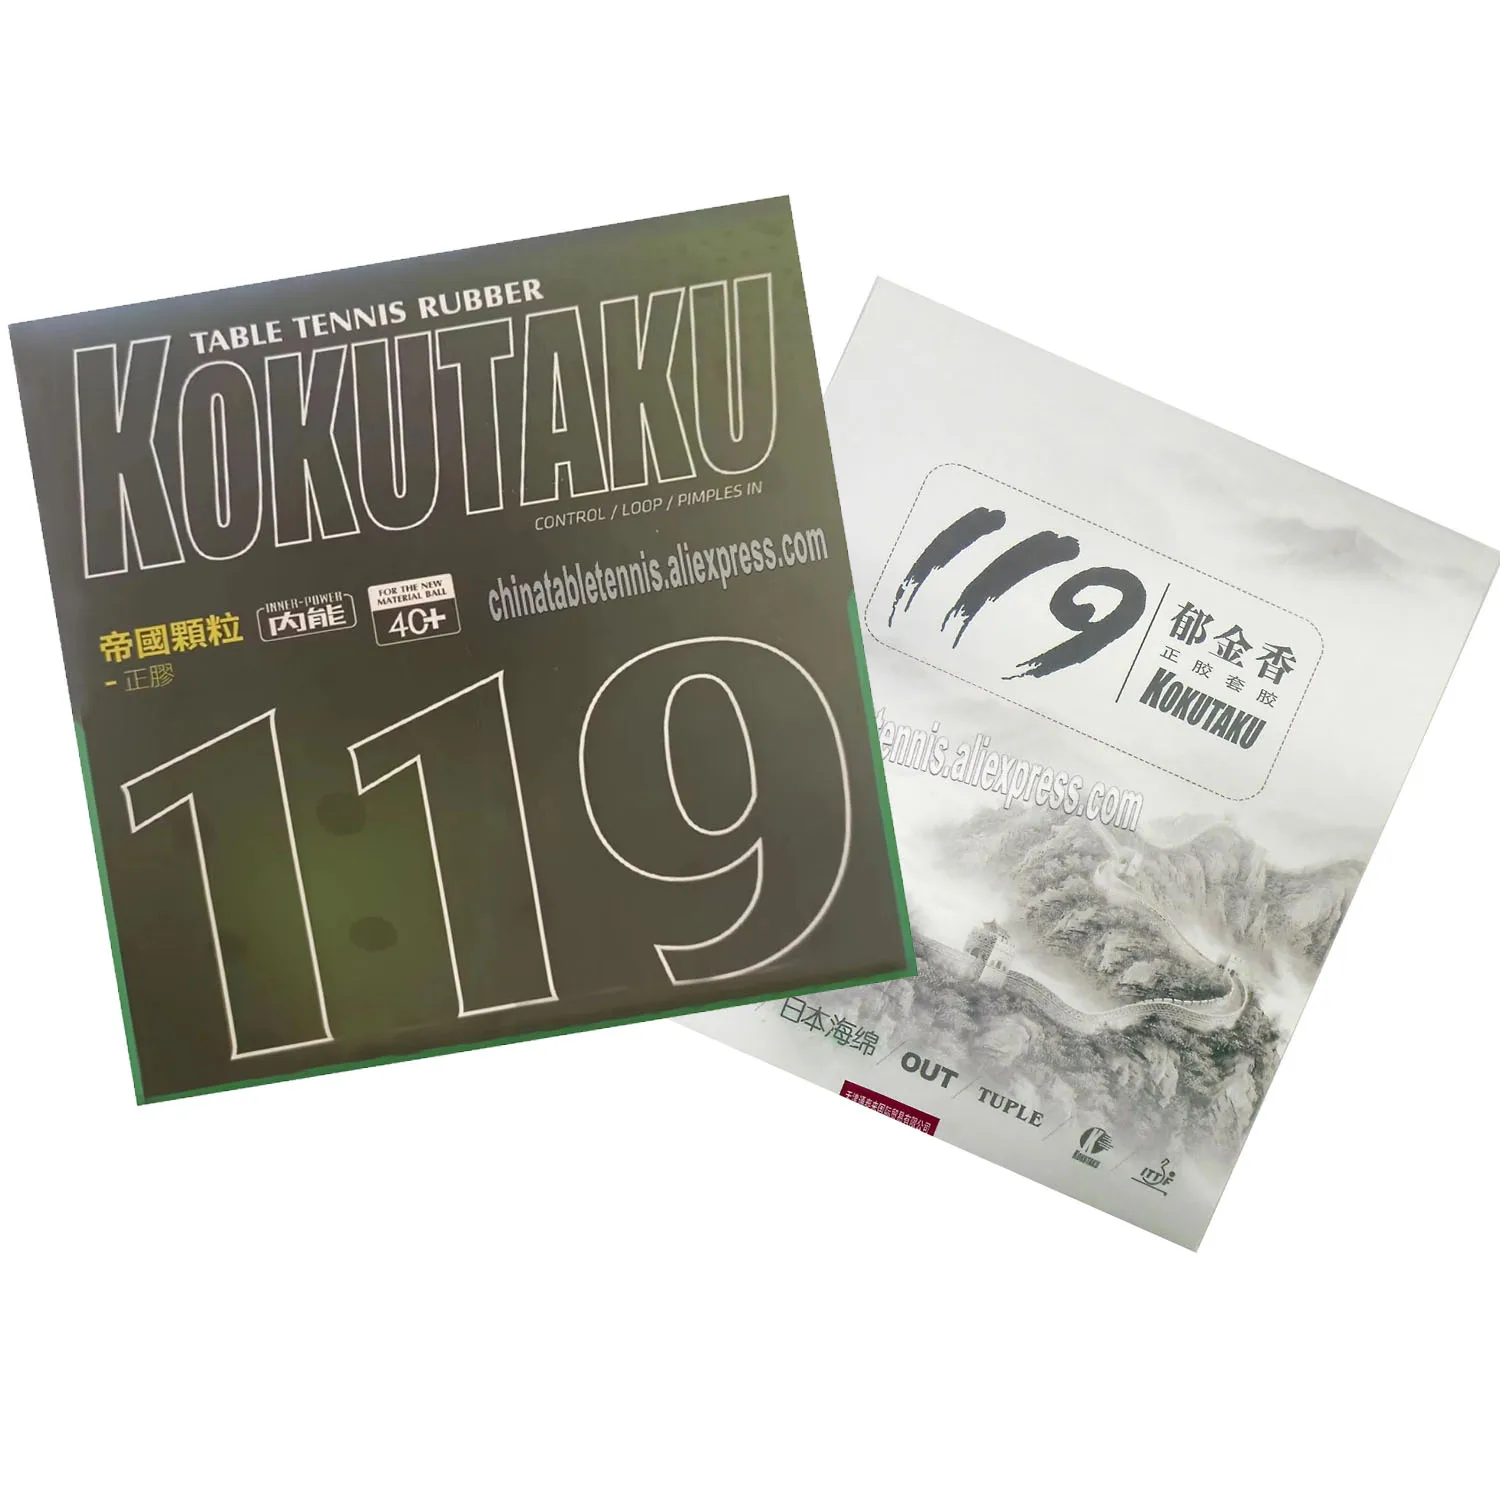 TABLE TENNIS RUBBER
KOKUTAKU
CONTROL / LOOP / PIMPLES IN
chinatabletennis.aliexpress.com
帝國顆粒
- 正膠
INNER-POWER
内能
FOR THE NEW
MATERIAL BALL
40+
119
119
郁金香
正胶套胶
KOKUTAKU
tennis.aliexpress.com
日本海绵 / OUT / TUPLE
KOKUTAKU
ITTF